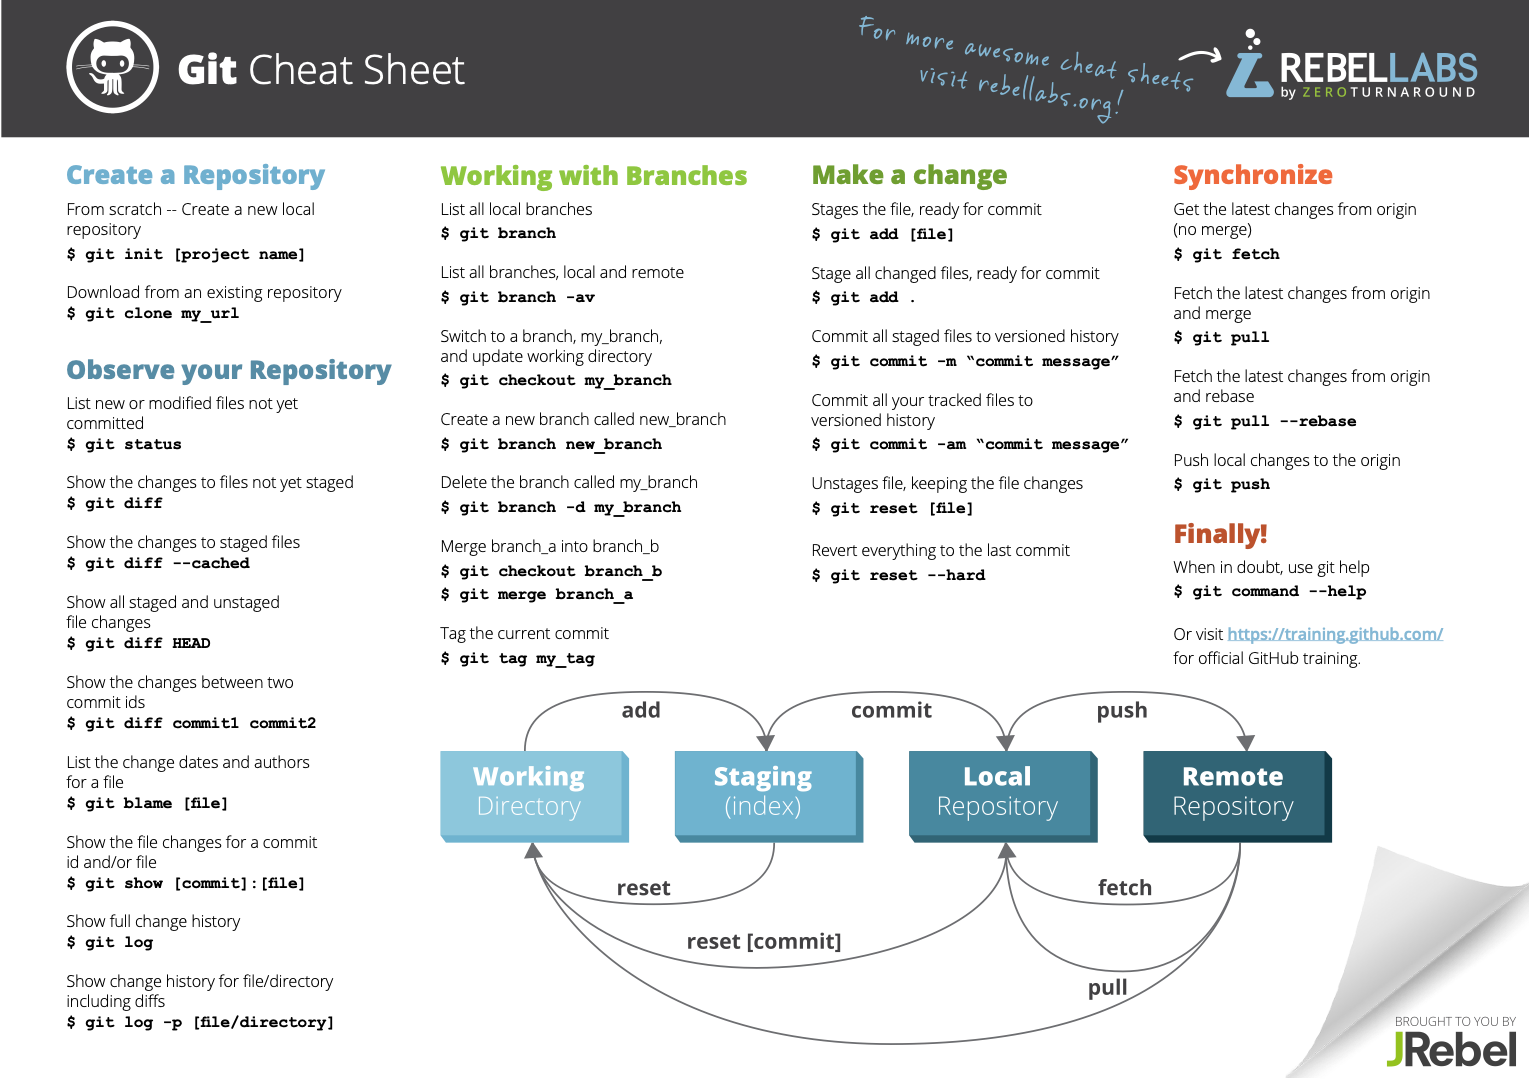 Git Cheat Sheet
For more awesome cheat sheets
visit rebellabs.org!
REBELLABS
by ZEROTURNAROUND
Create a Repository
From scratch -- Create a new local
repository
$ git init [project name]
Download from an existing repository
$ git clone my_url
Observe your Repository
List new or modified files not yet
committed
$ git status
Show the changes to files not yet staged
$ git diff
Show the changes to staged files
$ git diff --cached
Show all staged and unstaged
file changes
$ git diff HEAD
Show the changes between two
commit ids
$ git diff commit1 commit2
List the change dates and authors
for a file
$ git blame [file]
Show the file changes for a commit
id and/or file
$ git show [commit]:[file]
Show full change history
$ git log
Show change history for file/directory
including diffs
$ git log -p [file/directory]
Working with Branches
List all local branches
$ git branch
List all branches, local and remote
$ git branch -av
Switch to a branch, my_branch,
and update working directory
$ git checkout my_branch
Create a new branch called new_branch
$ git branch new_branch
Delete the branch called my_branch
$ git branch -d my_branch
Merge branch_a into branch_b
$ git checkout branch_b
$ git merge branch_a
Tag the current commit
$ git tag my_tag
Make a change
Stages the file, ready for commit
$ git add [file]
Stage all changed files, ready for commit
$ git add .
Commit all staged files to versioned history
$ git commit -m “commit message”
Commit all your tracked files to
versioned history
$ git commit -am “commit message”
Unstages file, keeping the file changes
$ git reset [file]
Revert everything to the last commit
$ git reset --hard
Synchronize
Get the latest changes from origin
(no merge)
$ git fetch
Fetch the latest changes from origin
and merge
$ git pull
Fetch the latest changes from origin
and rebase
$ git pull --rebase
Push local changes to the origin
$ git push
Finally!
When in doubt, use git help
$ git command --help
Or visit https://training.github.com/
for official GitHub training.
add
commit
push
Working
Directory
Staging
(index)
Local
Repository
Remote
Repository
reset
fetch
reset [commit]
pull
BROUGHT TO YOU BY
JRebel